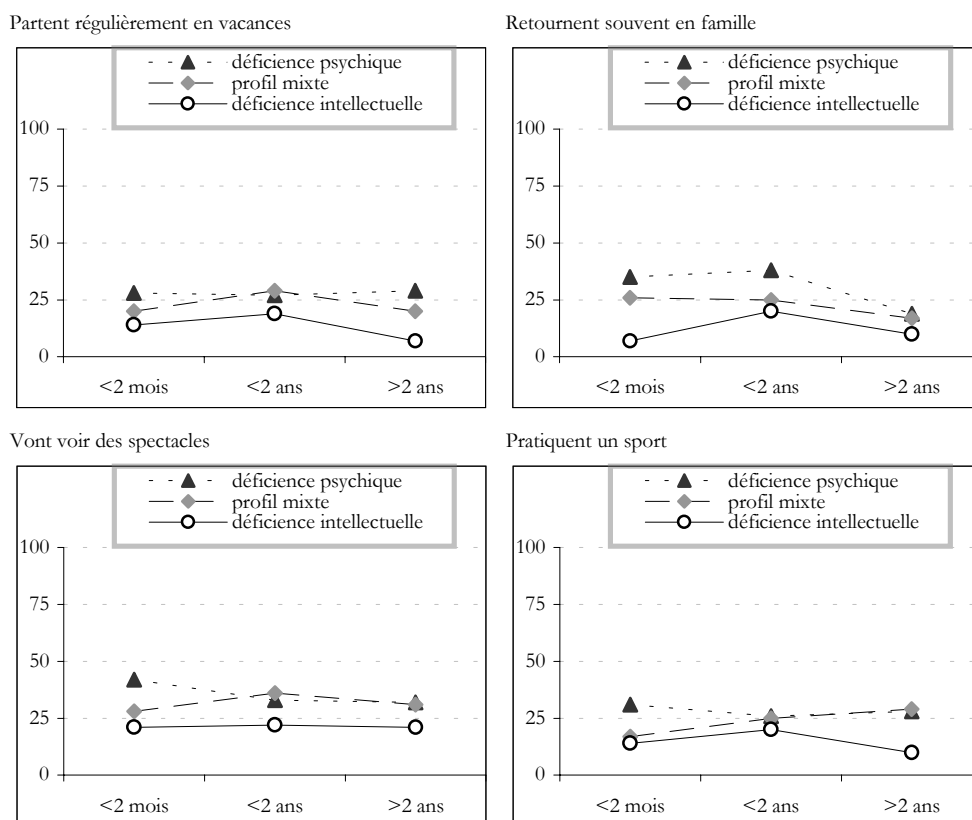 Partent régulièrement en vacances
déficience psychique
profil mixte
déficience intellectuelle
100
75
50
25
0
<2 mois <2 ans >2 ans
Retournent souvent en famille
déficience psychique
profil mixte
déficience intellectuelle
100
75
50
25
0
<2 mois <2 ans >2 ans
Vont voir des spectacles
déficience psychique
profil mixte
déficience intellectuelle
100
75
50
25
0
<2 mois <2 ans >2 ans
Pratiquent un sport
déficience psychique
profil mixte
déficience intellectuelle
100
75
50
25
0
<2 mois <2 ans >2 ans